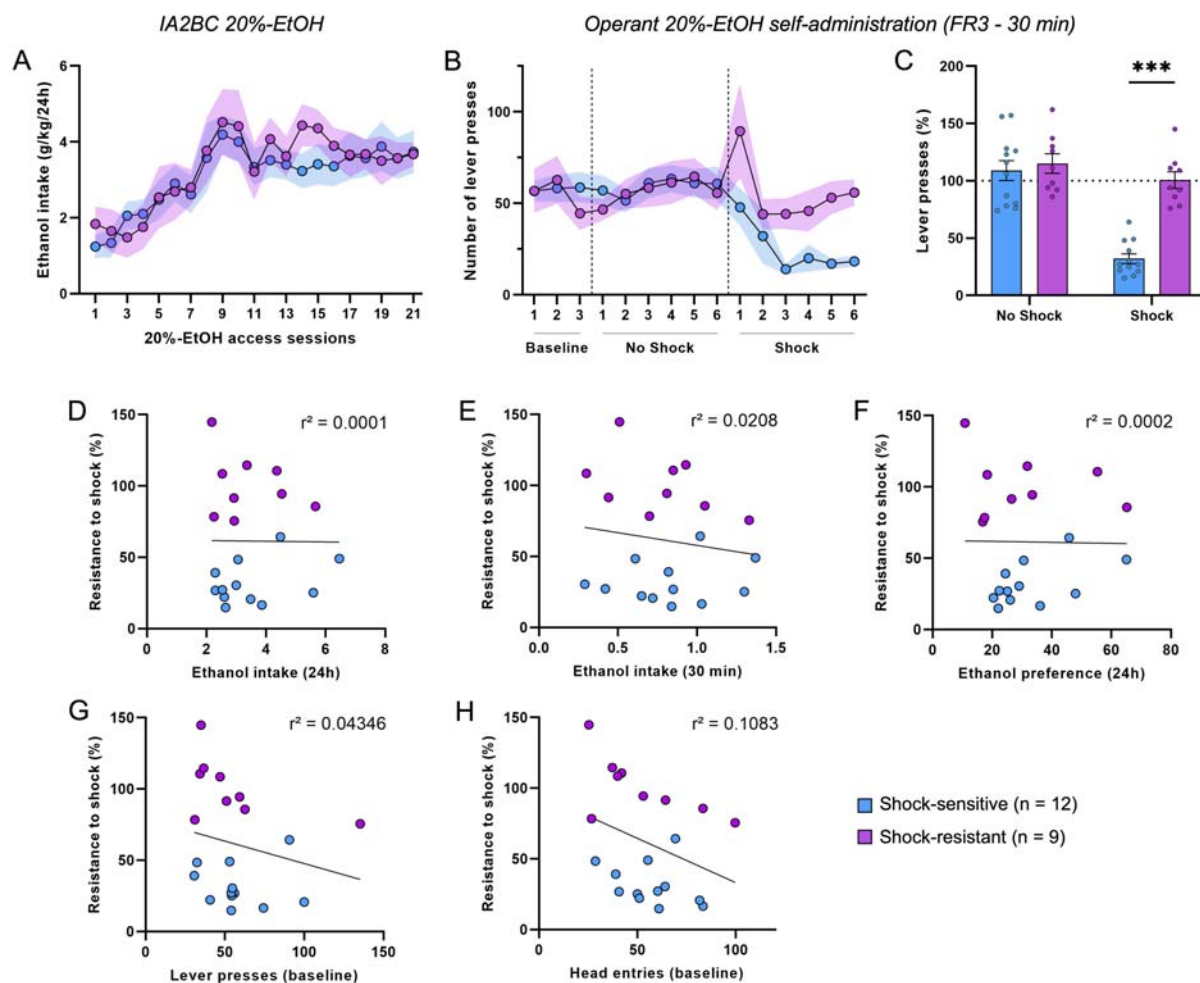 IA2BC 20%-EtOH
Operant 20%-EtOH self-administration (FR3 - 30 min)
A
Ethanol intake (g/kg/24h)
6
4
2
0
1 3 5 7 9 11 13 15 17 19 21
20%-EtOH access sessions
B
Number of lever presses
100
50
0
1 2 3 1 2 3 4 5 6 1 2 3 4 5 6
Baseline No Shock Shock
C
Lever presses (%)
200
150
100
50
0
***
No Shock Shock
D
r² = 0.0001
Resistance to shock (%)
150
100
50
0
0 2 4 6 8
Ethanol intake (24h)
E
r² = 0.0208
Resistance to shock (%)
150
100
50
0
0.0 0.5 1.0 1.5
Ethanol intake (30 min)
F
r² = 0.0002
Resistance to shock (%)
150
100
50
0
0 20 40 60 80
Ethanol preference (24h)
G
r² = 0.04346
Resistance to shock (%)
150
100
50
0
0 50 100 150
Lever presses (baseline)
H
r² = 0.1083
Resistance to shock (%)
150
100
50
0
0 50 100
Head entries (baseline)
Shock-sensitive (n = 12)
Shock-resistant (n = 9)